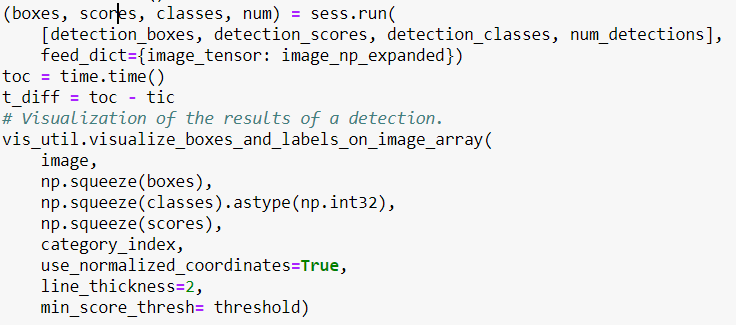 (boxes, scores, classes, num) = sess.run(
    [detection_boxes, detection_scores, detection_classes, num_detections],
    feed_dict={image_tensor: image_np_expanded})
toc = time.time()
t_diff = toc - tic
# Visualization of the results of a detection.
vis_util.visualize_boxes_and_labels_on_image_array(
    image,
    np.squeeze(boxes),
    np.squeeze(classes).astype(np.int32),
    np.squeeze(scores),
    category_index,
    use_normalized_coordinates=True,
    line_thickness=2,
    min_score_thresh= threshold)